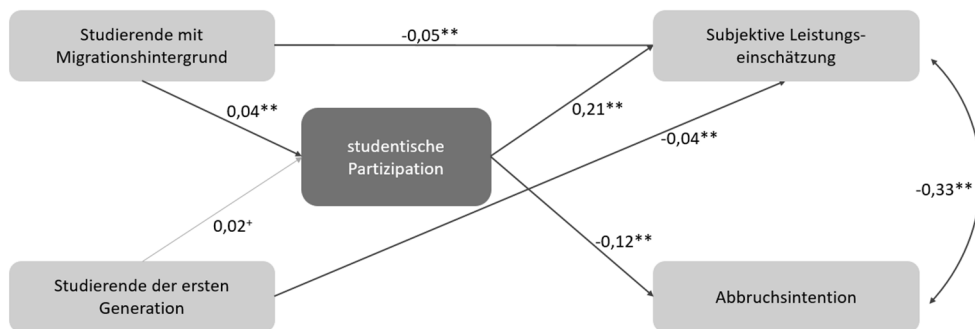 Studierende mit
Migrationshintergrund
-0,05**
Subjektive Leistungs-
einschätzung
0,04**
studentische
Partizipation
0,21**
-0,04**
-0,33**
0,02⁺
-0,12**
Studierende der ersten
Generation
Abbruchsintention